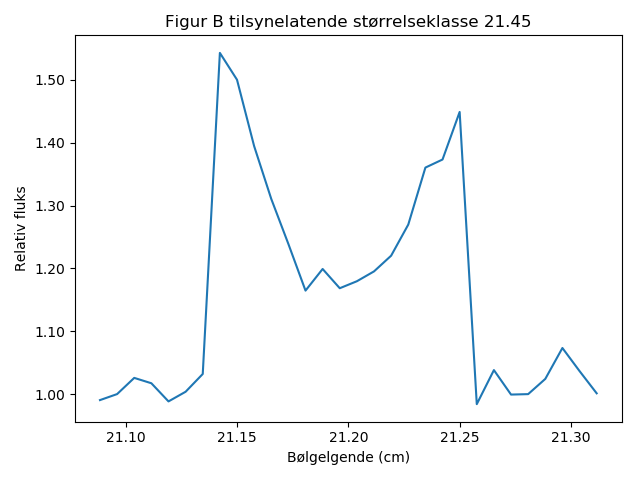 Figur B tilsynelatende størrelseklasse 21.45
1.50
1.40
1.30
1.20
1.10
1.00
Relativ fluks
21.10 21.15 21.20 21.25 21.30
Bølgelgende (cm)